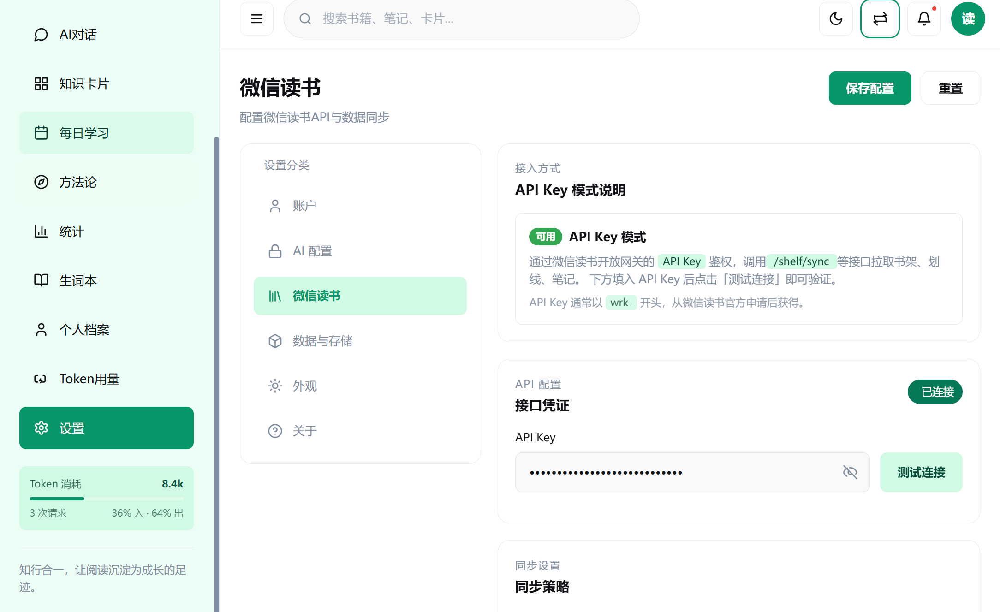 AI对话
知识卡片
每日学习
方法论
统计
生词本
个人档案
Token用量
设置
Token 消耗 8.4k
3 次请求 36% 入 · 64% 出
知行合一，让阅读沉淀为成长的足
迹。
搜索书籍、笔记、卡片...
读
微信读书
配置微信读书API与数据同步
保存配置
重置
设置分类
账户
AI 配置
微信读书
数据与存储
外观
关于
接入方式
API Key 模式说明
可用 API Key 模式
通过微信读书开放网关的 API Key 鉴权，调用 /shelf/sync 等接口拉取书架、划
线、笔记。 下方填入 API Key 后点击「测试连接」即可验证。
API Key 通常以 wrk- 开头，从微信读书官方申请后获得。
API 配置
接口凭证
已连接
API Key
••••••••••••••••••••••••••••
测试连接
同步设置
同步策略